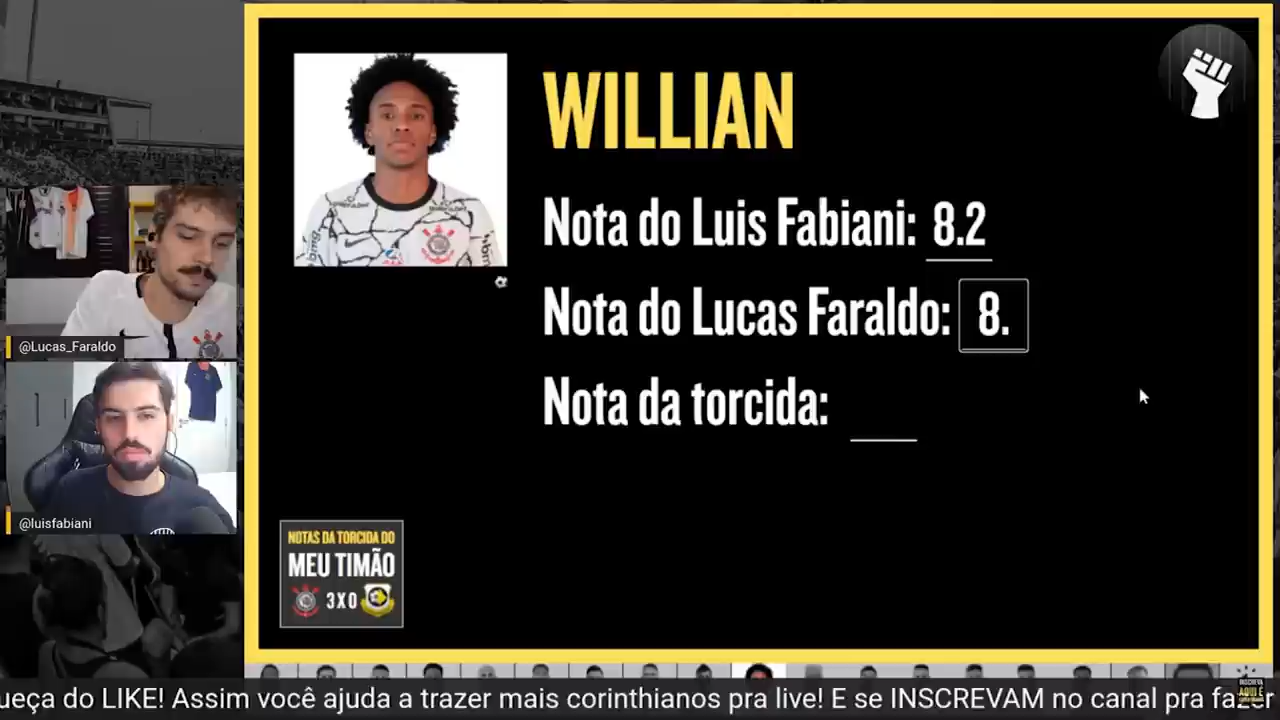 WILLIAN
Nota do Luis Fabiani: 8.2
Nota do Lucas Faraldo: 8.
Nota da torcida:
@Lucas_Faraldo
@luisfabiani
NOTAS DA TORCIDA DO
MEU TIMÃO
3X0
ueça do LIKE! Assim você ajuda a trazer mais corinthianos pra live! E se INSCREVAM no canal pra fazer